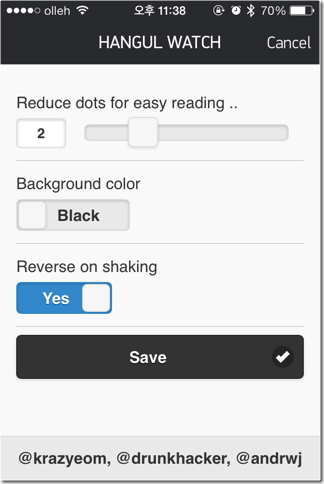 olleh 오후 11:38 70%
HANGUL WATCH Cancel
Reduce dots for easy reading ..
2
Background color
Black
Reverse on shaking
Yes
Save
@krazyeom, @drunkhacker, @andrwj